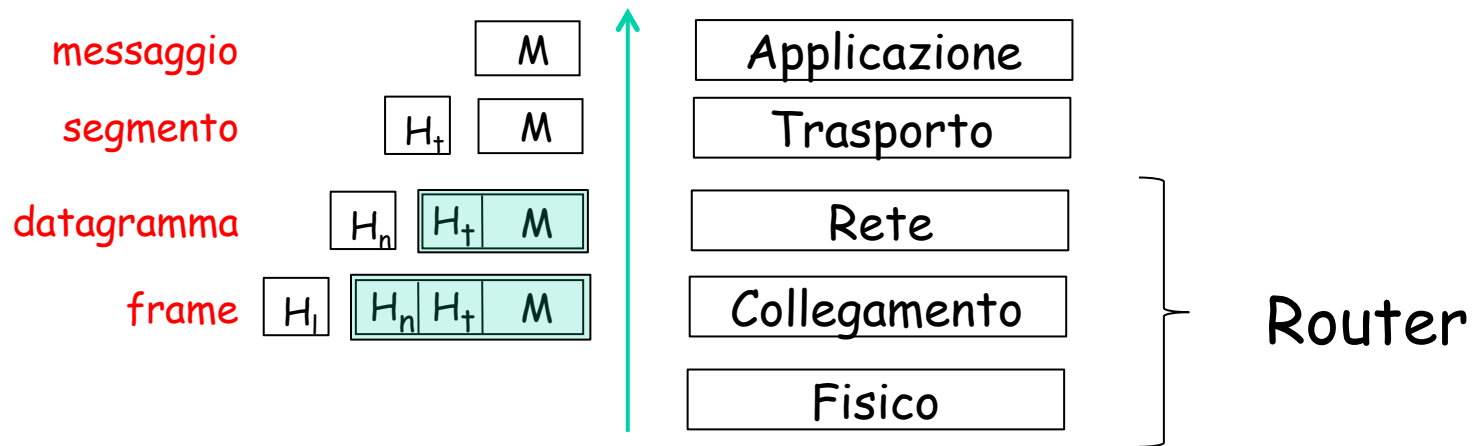 messaggio M Applicazione
segmento Ht M Trasporto
datagramma Hn Ht M Rete
frame Hl Hn Ht M Collegamento
Router
Fisico